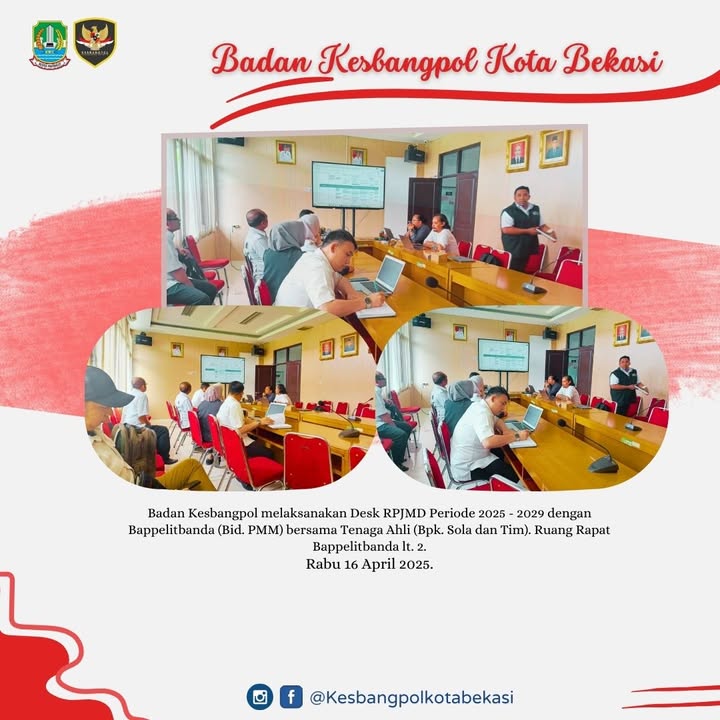 Badan Kesbangpol Kota Bekasi
Badan Kesbangpol melaksanakan Desk RPJMD Periode 2025 - 2029 dengan
Bappelitbanda (Bid. PMM) bersama Tenaga Ahli (Bpk. Sola dan Tim). Ruang Rapat
Bappelitbanda lt. 2.
Rabu 16 April 2025.
@Kesbangpolkotabekasi